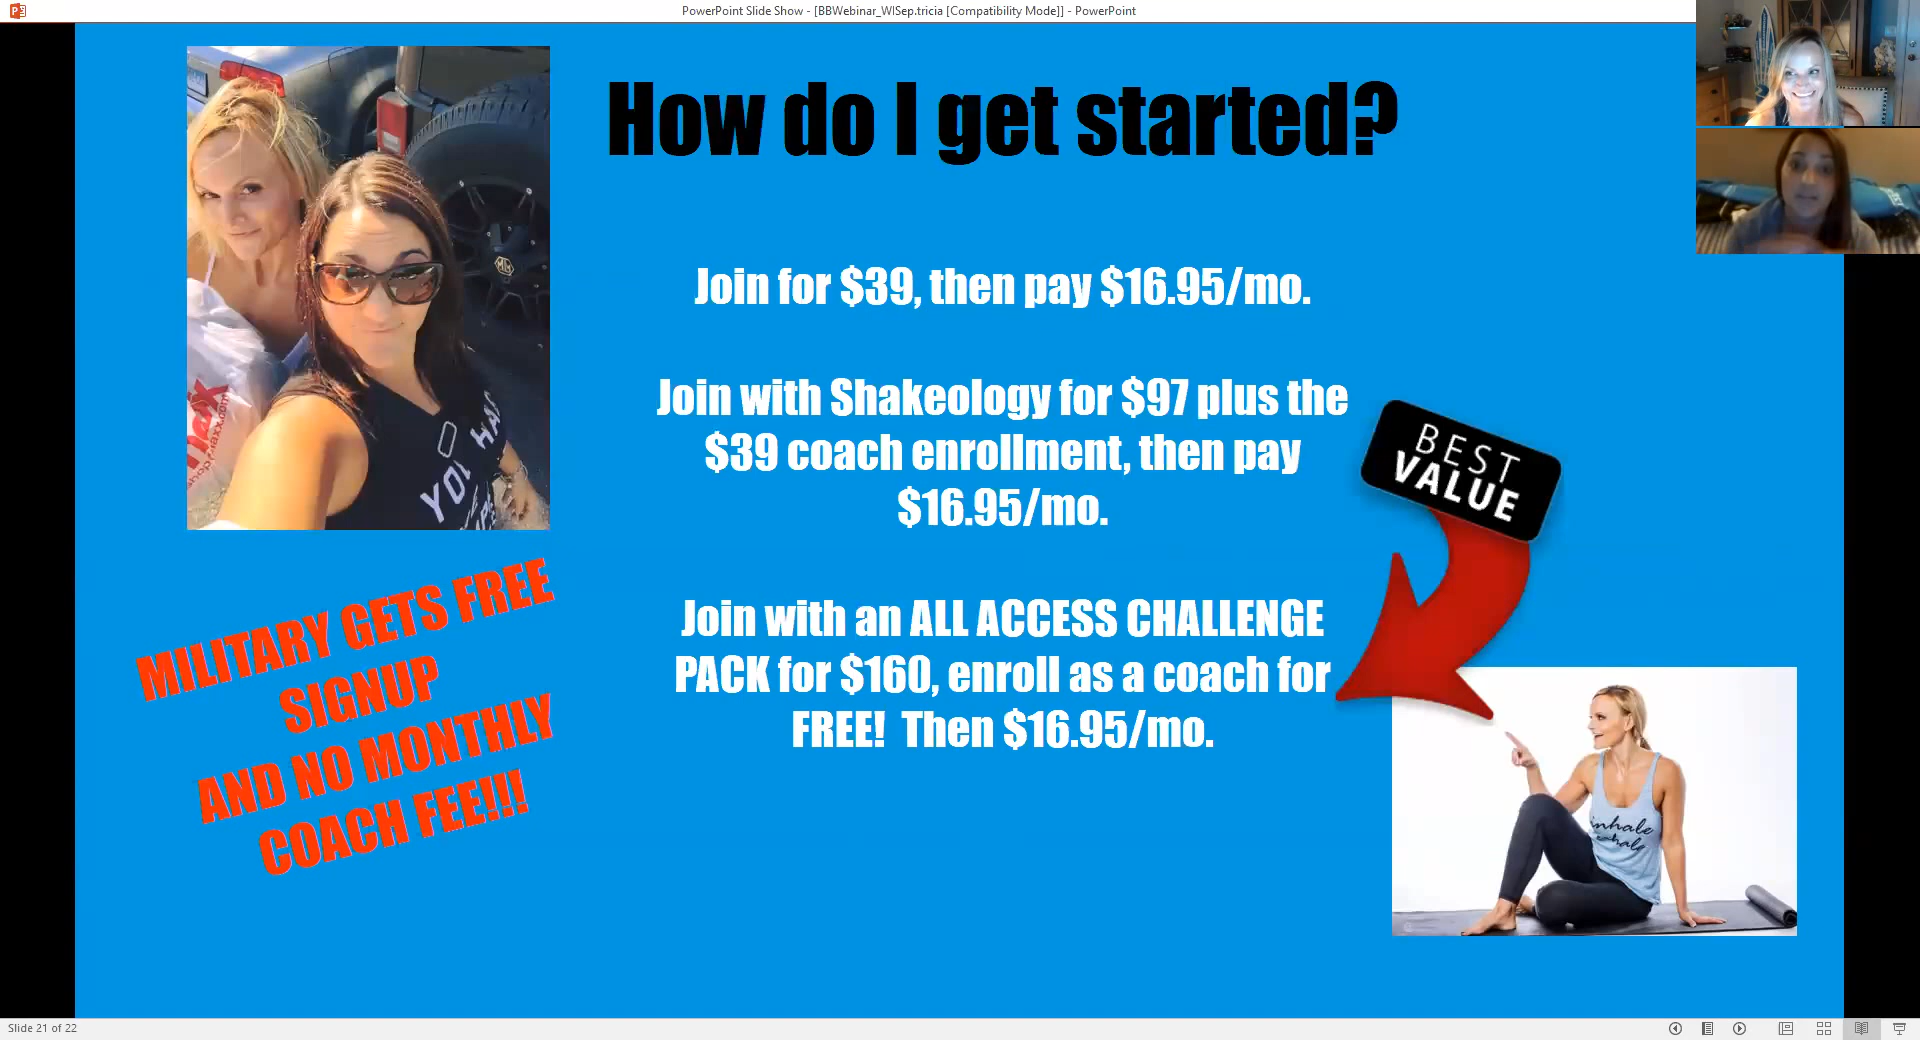 PowerPoint Slide Show - [BBWebinar_WISep.tricia [Compatibility Mode]] - PowerPoint
How do I get started?
Join for $39, then pay $16.95/mo.
Join with Shakeology for $97 plus the
$39 coach enrollment, then pay
$16.95/mo.
BEST
VALUE
Join with an ALL ACCESS CHALLENGE
PACK for $160, enroll as a coach for
FREE! Then $16.95/mo.
MILITARY GETS FREE
SIGNUP
AND NO MONTHLY
COACH FEE!!!
YOU
inhale
Slide 21 of 22